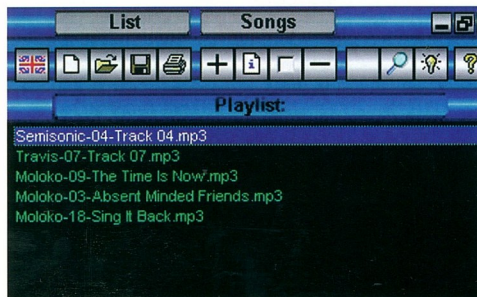 List Songs
Playlist:
Semisonic-04-Track 04.mp3
Travis-07-Track 07.mp3
Moloko-09-The Time Is Now.mp3
Moloko-03-Absent Minded Friends.mp3
Moloko-18-Sing It Back.mp3